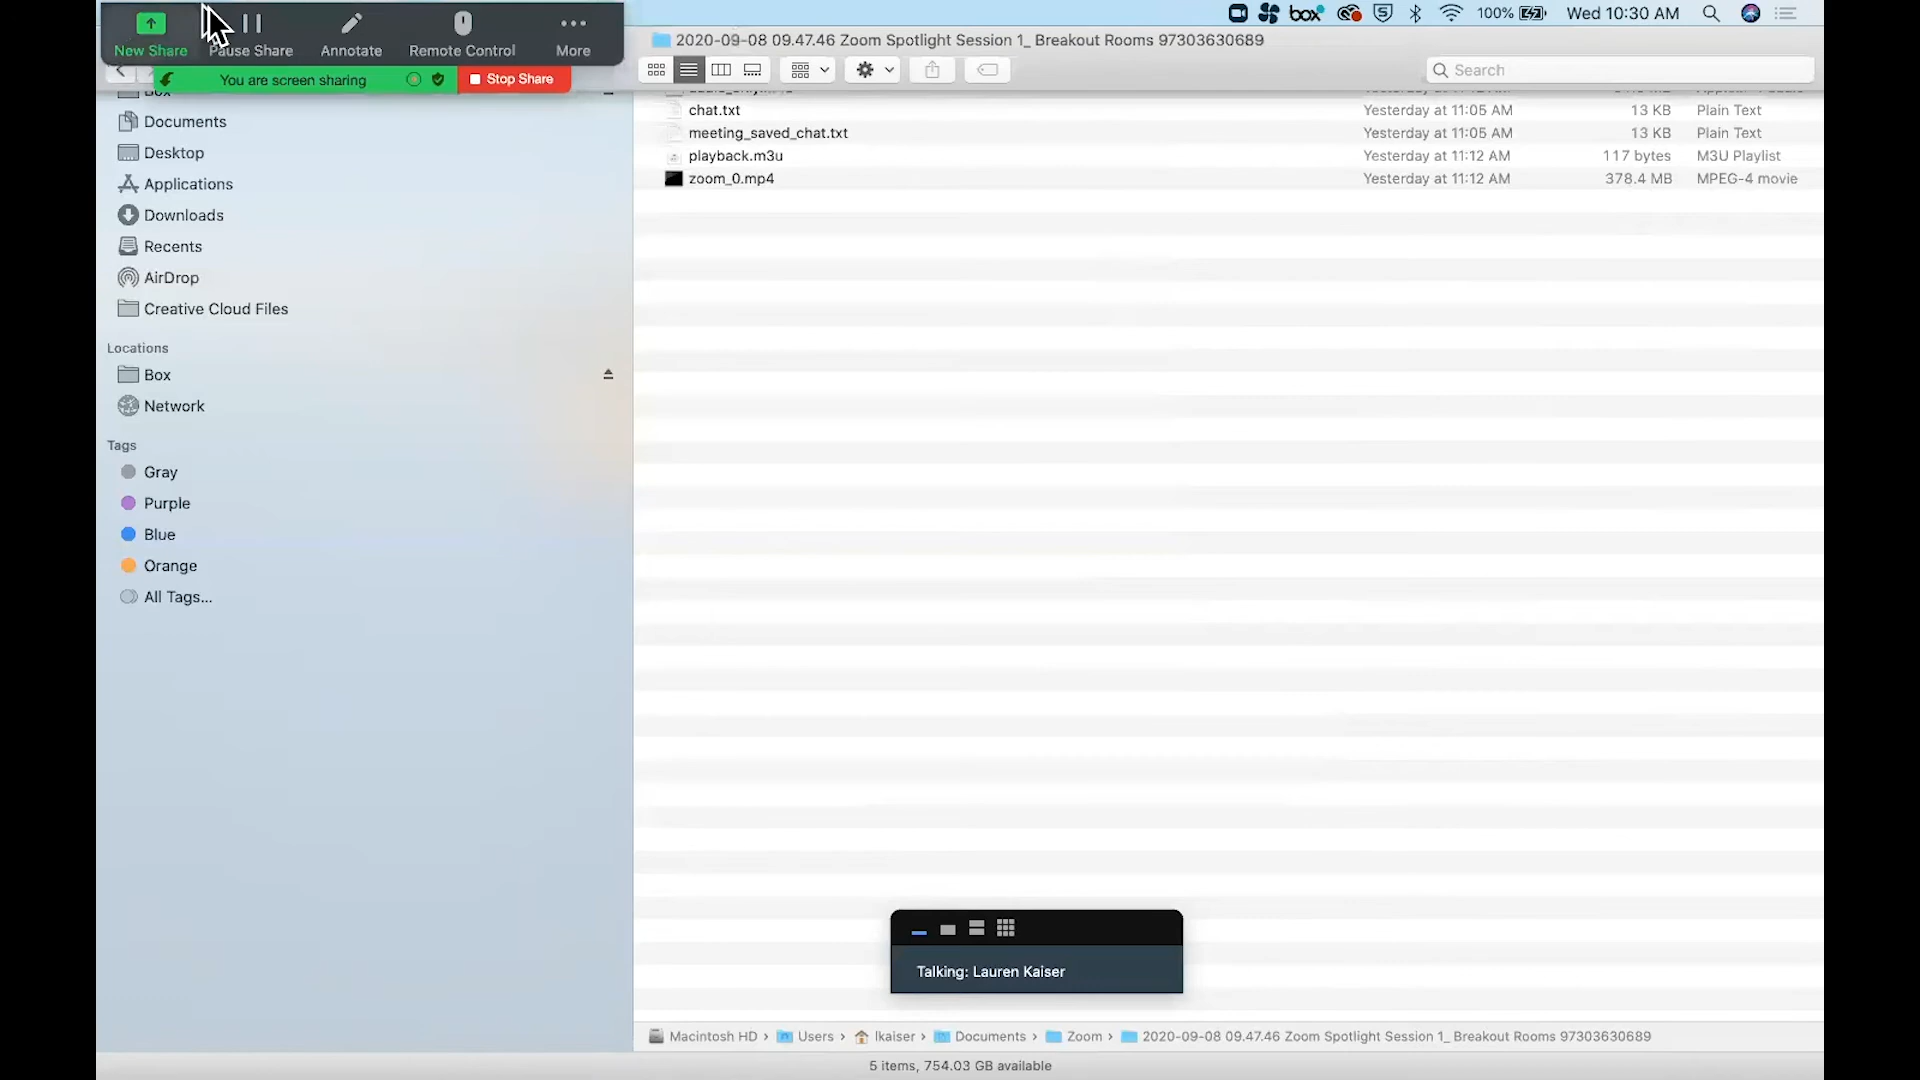 New Share
Pause Share
Annotate
Remote Control
More
You are screen sharing
Stop Share
box
100%
Wed 10:30 AM
2020-09-08 09.47.46 Zoom Spotlight Session 1_ Breakout Rooms 97303630689
Search
Documents
Desktop
Applications
Downloads
Recents
AirDrop
Creative Cloud Files
Locations
Box
Network
Tags
Gray
Purple
Blue
Orange
All Tags...
chat.txt Yesterday at 11:05 AM 13 KB Plain Text
meeting_saved_chat.txt Yesterday at 11:05 AM 13 KB Plain Text
playback.m3u Yesterday at 11:12 AM 117 bytes M3U Playlist
zoom_0.mp4 Yesterday at 11:12 AM 378.4 MB MPEG-4 movie
Talking: Lauren Kaiser
Macintosh HD › Users › lkaiser › Documents › Zoom › 2020-09-08 09.47.46 Zoom Spotlight Session 1_ Breakout Rooms 97303630689
5 items, 754.03 GB available